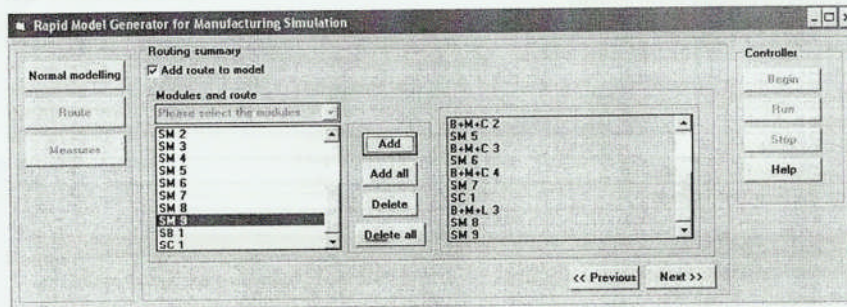 Rapid Model Generator for Manufacturing Simulation
Normal modelling
Route
Measures
Routing summary
Add route to model
Modules and route
Please select the modules
SM 2
SM 3
SM 4
SM 5
SM 6
SM 7
SM 8
SM 9
SB 1
SC 1
Add
Add all
Delete
Delete all
B+M+C 2
SM 5
B+M+C 3
SM 6
B+M+C 4
SM 7
SC 1
B+M+L 3
SM 8
SM 9
<< Previous
Next >>
Controller
Begin
Run
Stop
Help